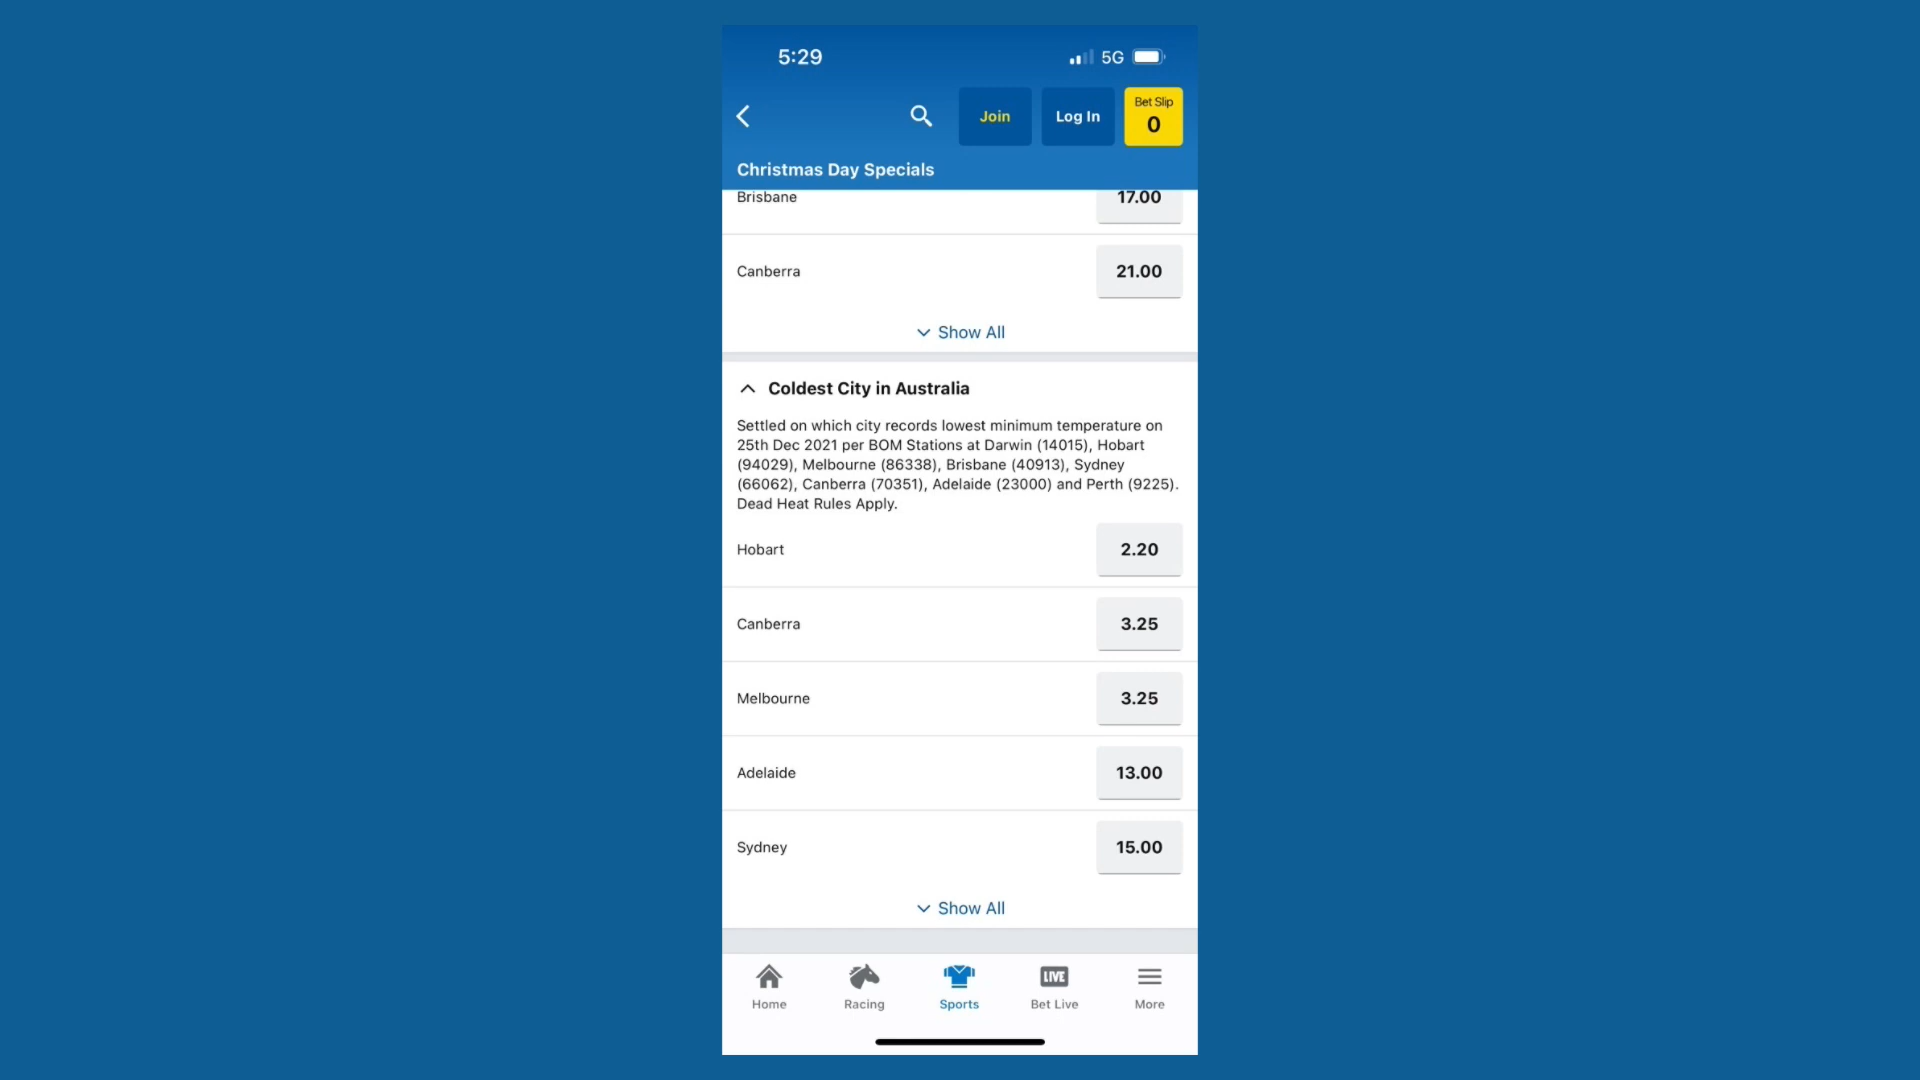 5:29
5G
Join
Log In
Bet Slip
0
Christmas Day Specials
Brisbane 17.00
Canberra 21.00
Show All
Coldest City in Australia
Settled on which city records lowest minimum temperature on
25th Dec 2021 per BOM Stations at Darwin (14015), Hobart
(94029), Melbourne (86338), Brisbane (40913), Sydney
(66062), Canberra (70351), Adelaide (23000) and Perth (9225).
Dead Heat Rules Apply.
Hobart 2.20
Canberra 3.25
Melbourne 3.25
Adelaide 13.00
Sydney 15.00
Show All
LIVE
Home Racing Sports Bet Live More